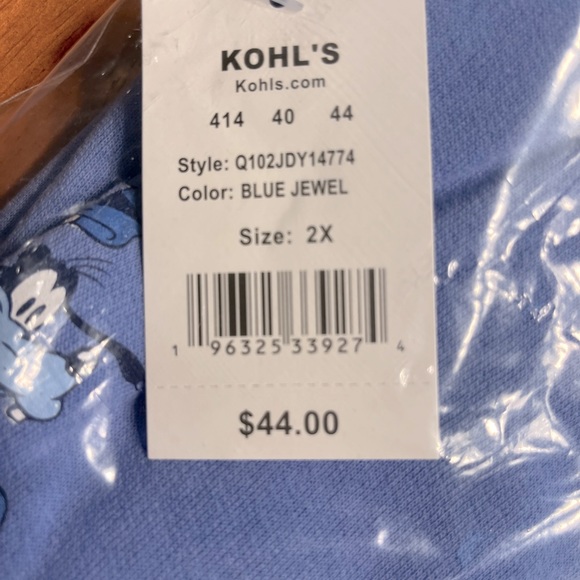 KOHL'S
Kohls.com
414 40 44
Style: Q102JDY14774
Color: BLUE JEWEL
Size: 2X
1 96325 33927 4
$44.00